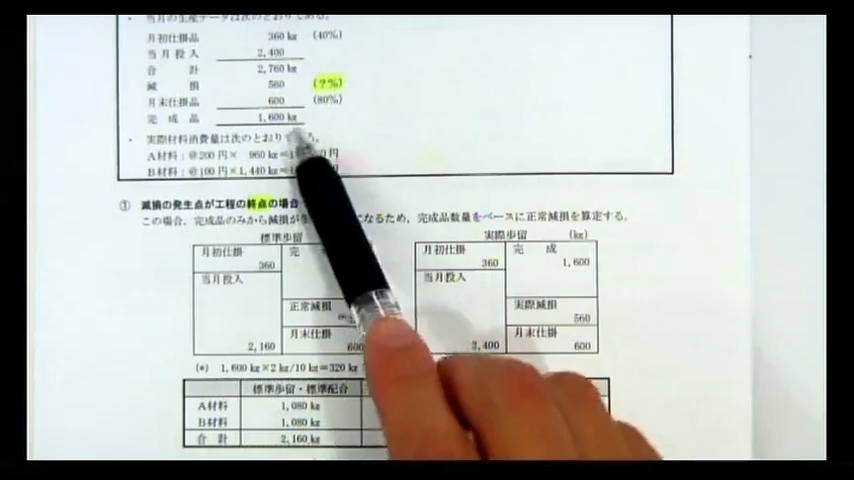 ・ 当月の生産データは次のとおりである。
月初仕掛品 360 kg (40%)
当月投入 2,400
合計 2,760 kg
減損 560 (?%)
月末仕掛品 600 (80%)
完成品 1,600 kg
・ 実際材料消費量は次のとおり
A材料：@200円× 960 kg＝ 円
B材料：@100円×1,440 kg＝ 円
① 減損の発生点が工程の終点の場合
この場合、完成品のみから減損が になるため、完成品数量をベースに正常減損を算定する。
標準歩留 実際歩留 (kg)
月初仕掛 360 完 月初仕掛 360 完成 1,600
当月投入 2,160 正常減損 当月投入 2,400 実際減損 560
月末仕掛 600 月末仕掛 600
(*) 1,600 kg×2 kg/10 kg＝320 kg
標準歩留・標準配合
A材料 1,080 kg
B材料 1,080 kg
合計 2,160 kg